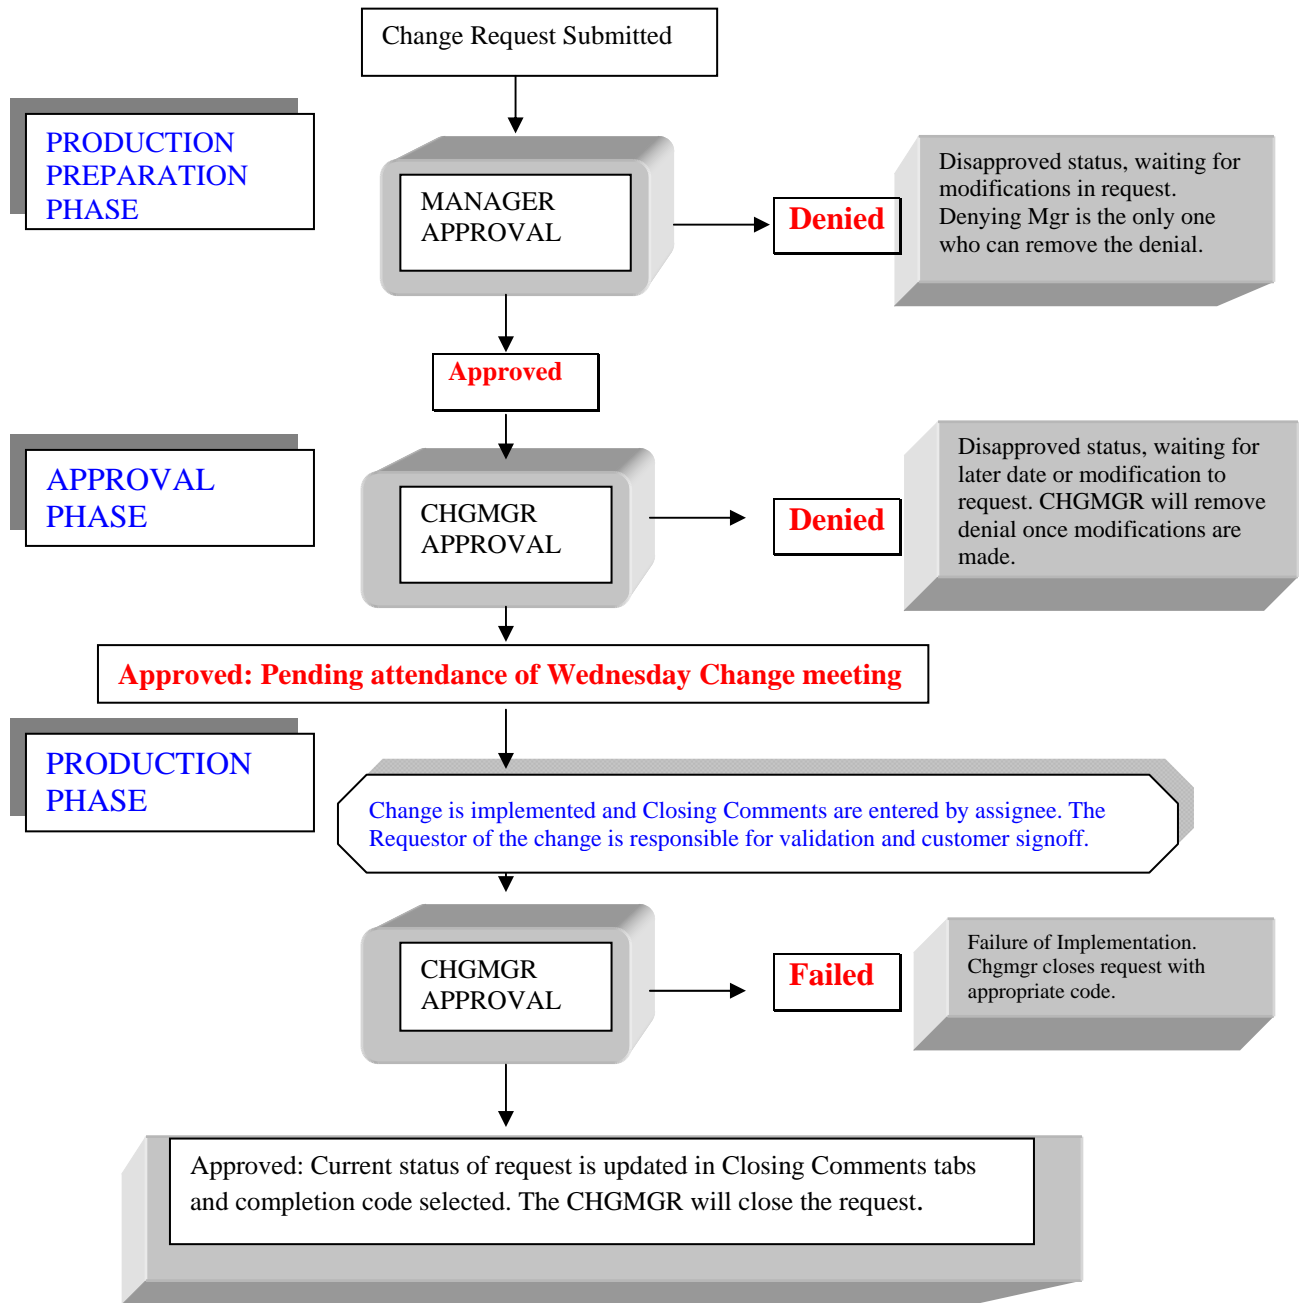 Change Request Submitted
PRODUCTION
PREPARATION
PHASE
MANAGER
APPROVAL
Denied
Disapproved status, waiting for
modifications in request.
Denying Mgr is the only one
who can remove the denial.
Approved
APPROVAL
PHASE
CHGMGR
APPROVAL
Denied
Disapproved status, waiting for
later date or modification to
request. CHGMGR will remove
denial once modifications are
made.
Approved: Pending attendance of Wednesday Change meeting
PRODUCTION
PHASE
Change is implemented and Closing Comments are entered by assignee. The
Requestor of the change is responsible for validation and customer signoff.
CHGMGR
APPROVAL
Failed
Failure of Implementation.
Chgmgr closes request with
appropriate code.
Approved: Current status of request is updated in Closing Comments tabs
and completion code selected. The CHGMGR will close the request.